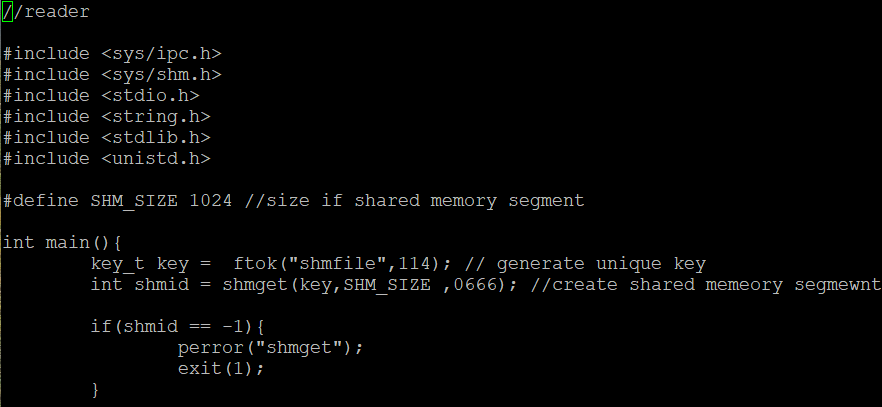 //reader
#include <sys/ipc.h>
#include <sys/shm.h>
#include <stdio.h>
#include <string.h>
#include <stdlib.h>
#include <unistd.h>
#define SHM_SIZE 1024 //size if shared memory segment
int main(){
key_t key =  ftok("shmfile",114); // generate unique key
int shmid = shmget(key,SHM_SIZE ,0666); //create shared memeory segmewnt
if(shmid == -1){
perror("shmget");
exit(1);
}